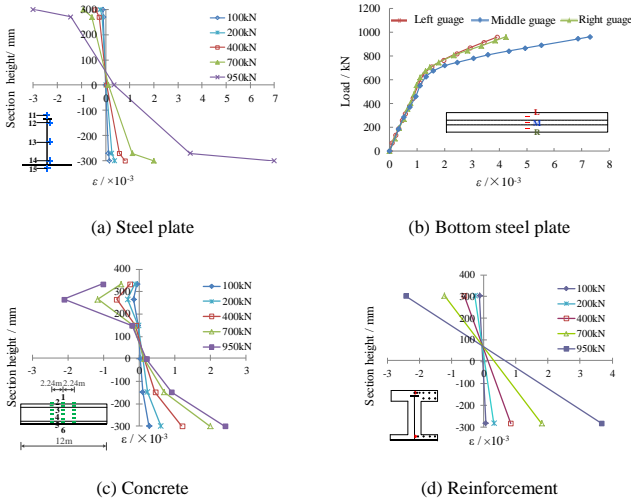 Section height/ mm
300
200
100
0
-100
-200
-300
-3 -2 -1 0 1 2 3 4 5 6 7
ε / ×10⁻³
100kN
200kN
400kN
700kN
950kN
11
12
13
14
15
(a) Steel plate
Left guage Middle guage Right guage
Load / kN
1200
1000
800
600
400
200
0
0 1 2 3 4 5 6 7 8
ε /×10⁻³
L
M
R
(b) Bottom steel plate
Section height / mm
400
300
200
100
0
-100
-200
-300
-4 -3 -2 -1 0 1 2 3 4
ε / ×10⁻³
100kN
200kN
400kN
700kN
950kN
2.24m 2.24m
1
2
3
4
5
6
12m
(c) Concrete
Section height / mm
400
300
200
100
0
-100
-200
-300
-4 -3 -2 -1 0 1 2 3 4
ε / ×10⁻³
100kN
200kN
400kN
700kN
950kN
(d) Reinforcement